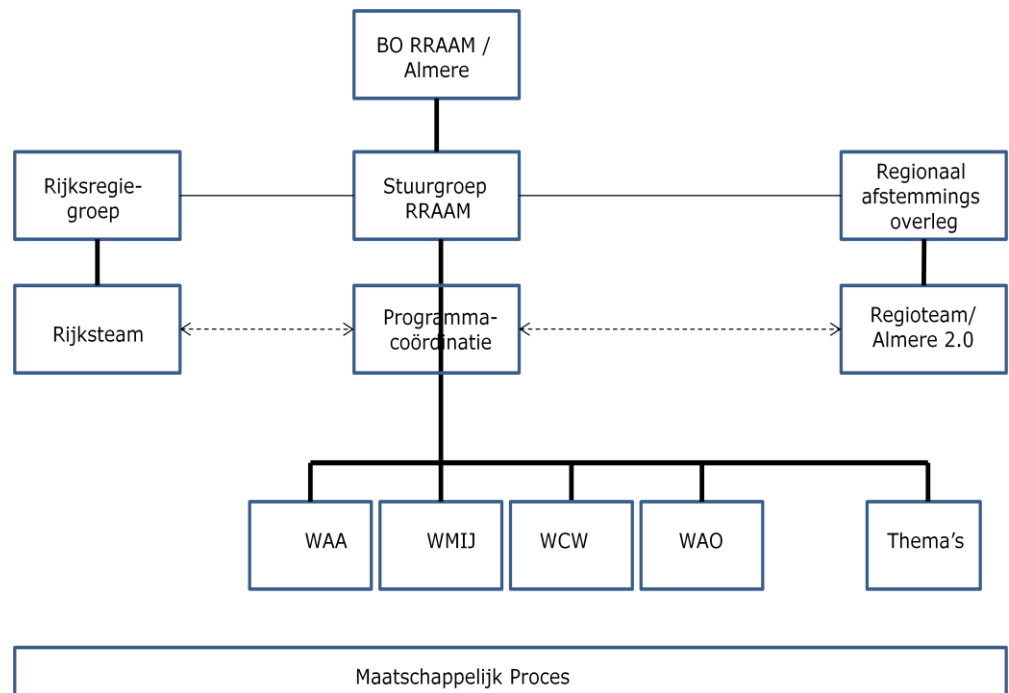 BO RRAAM /
Almere
Rijksregie-
groep
Stuurgroep
RRAAM
Regionaal
afstemmings
overleg
Rijksteam
Programma-
coördinatie
Regioteam/
Almere 2.0
WAA
WMIJ
WCW
WAO
Thema's
Maatschappelijk Proces